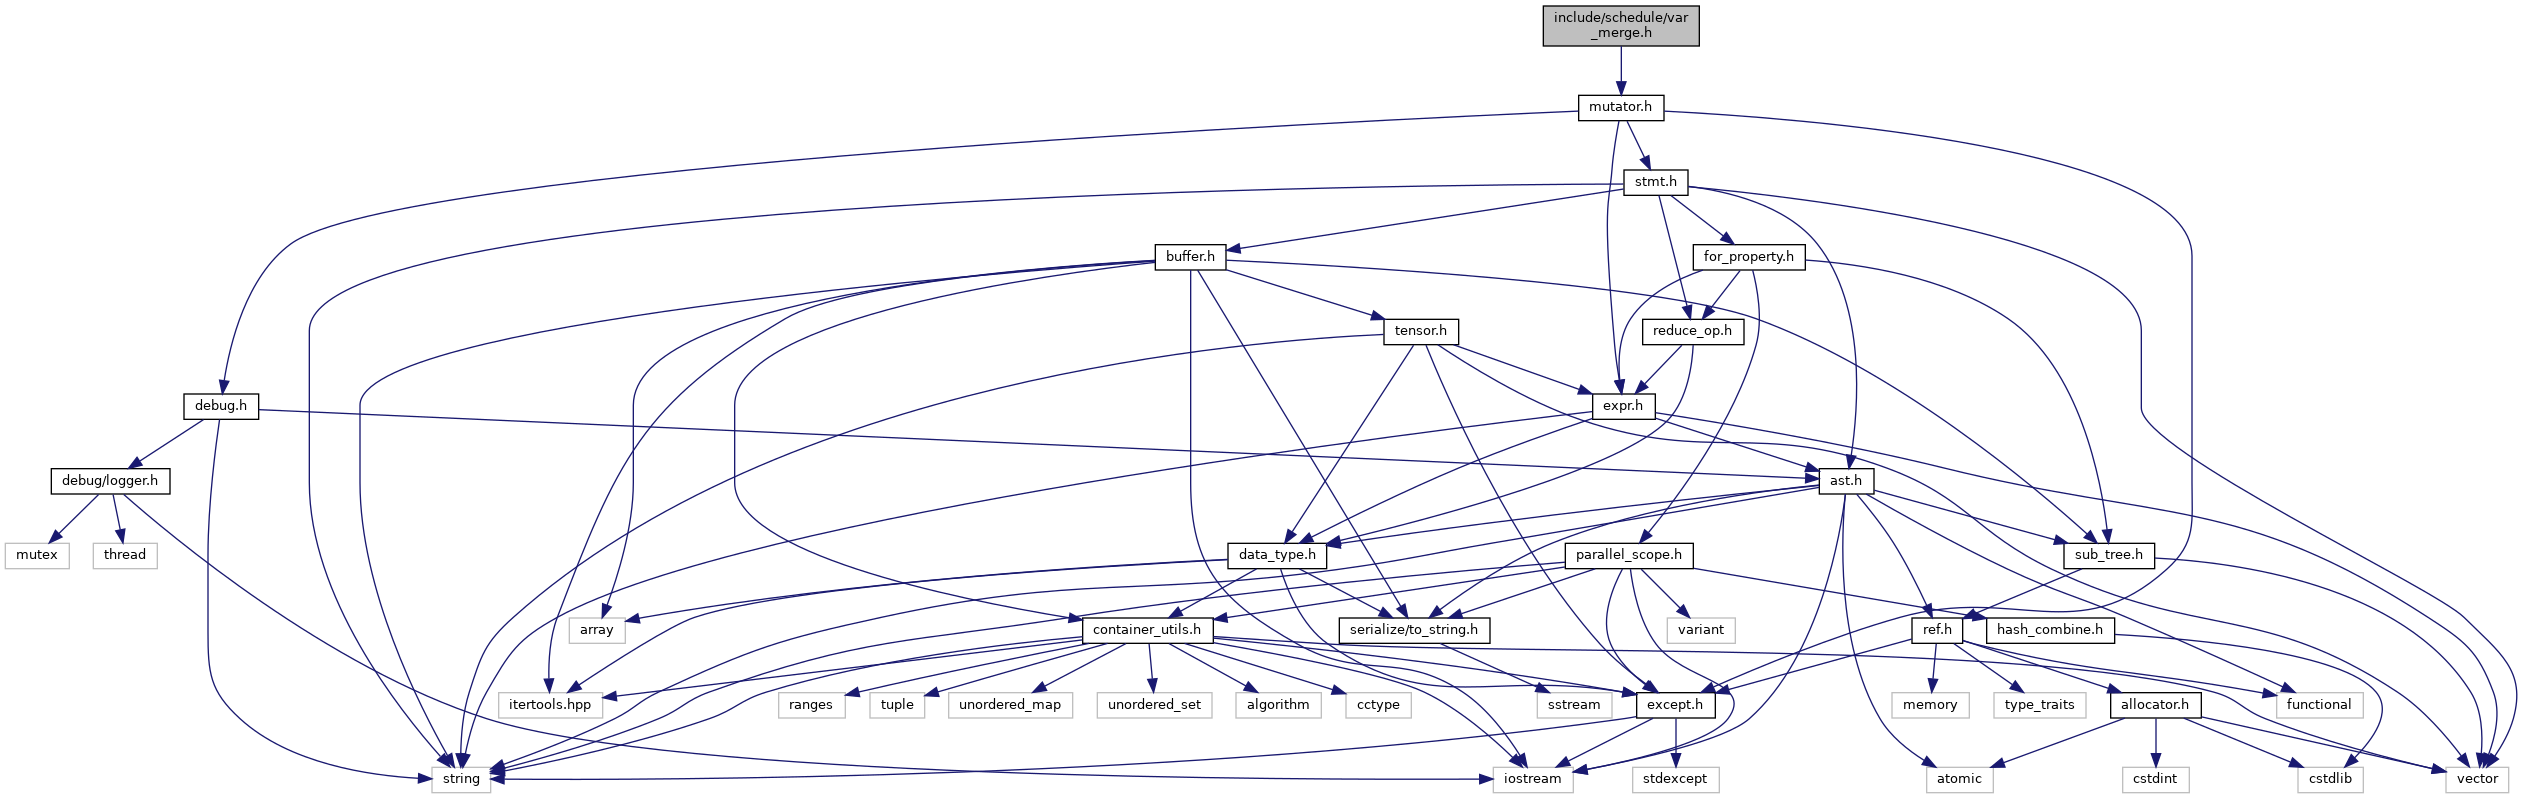 include/schedule/var
_merge.h
mutator.h
stmt.h
buffer.h
for_property.h
tensor.h
reduce_op.h
debug.h
expr.h
debug/logger.h
ast.h
mutex
thread
data_type.h
parallel_scope.h
sub_tree.h
array
container_utils.h
serialize/to_string.h
variant
ref.h
hash_combine.h
itertools.hpp
ranges
tuple
unordered_map
unordered_set
algorithm
cctype
sstream
except.h
memory
type_traits
allocator.h
functional
string
iostream
stdexcept
atomic
cstdint
cstdlib
vector